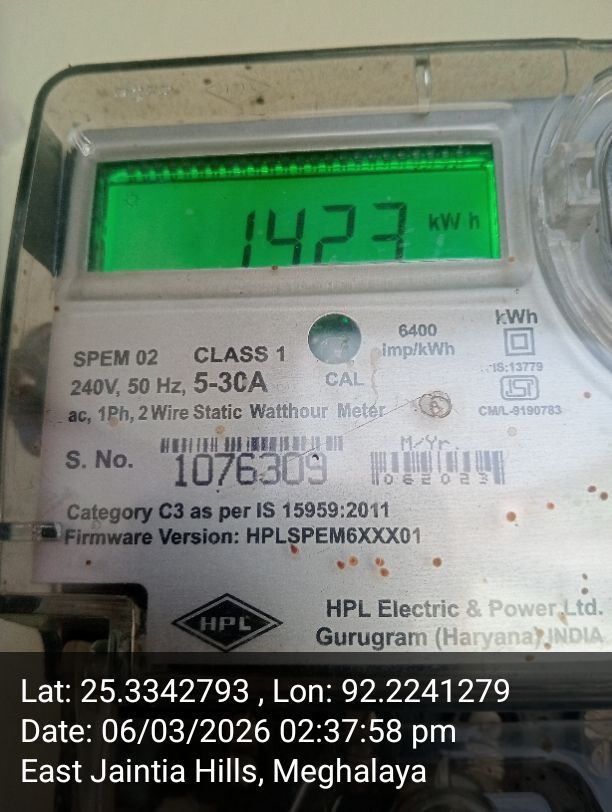 1423 kW h
kWh
6400
imp/kWh
SPEM 02 CLASS 1
240V, 50 Hz, 5-30A CAL
IS:13779
ISI
CM/L-9190783
ac, 1Ph, 2 Wire Static Watthour Meter
S. No. 1076309
M/Yr.
062023
Category C3 as per IS 15959:2011
Firmware Version: HPLSPEM6XXX01
HPL
HPL Electric & Power Ltd.
Gurugram (Haryana), INDIA.
Lat: 25.3342793 , Lon: 92.2241279
Date: 06/03/2026 02:37:58 pm
East Jaintia Hills, Meghalaya